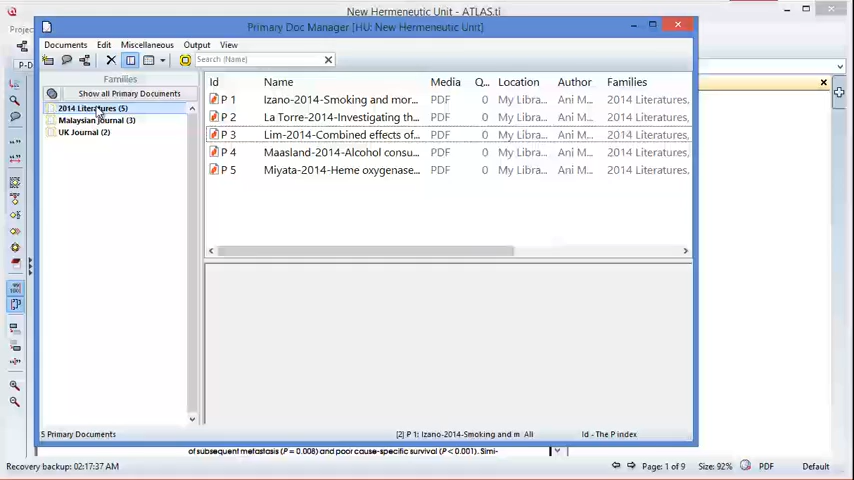 New Hermeneutic Unit - ATLAS.ti
Primary Doc Manager [HU: New Hermeneutic Unit]
Projec
P-D
Documents Edit Miscellaneous Output View
Search (Name)
Families
Show all Primary Documents
2014 Literatures (5)
Malaysian Journal (3)
UK Journal (2)
Id Name Media Q... Location Author Families
P 1 Izano-2014-Smoking and mor... PDF 0 My Libra... Ani M... 2014 Literatures,
P 2 La Torre-2014-Investigating th... PDF 0 My Libra... Ani M... 2014 Literatures,
P 3 Lim-2014-Combined effects of... PDF 0 My Libra... Ani M... 2014 Literatures,
P 4 Maasland-2014-Alcohol consu... PDF 0 My Libra... Ani M... 2014 Literatures,
P 5 Miyata-2014-Heme oxygenase... PDF 0 My Libra... Ani M... 2014 Literatures,
5 Primary Documents [2] P 1: Izano-2014-Smoking and m All Id - The P index
of subsequent metastasis (P = 0.008) and poor cause-specific survival (P < 0.001). Simi-
Recovery backup: 02:17:37 AM Page: 1 of 9 Size: 92% PDF Default